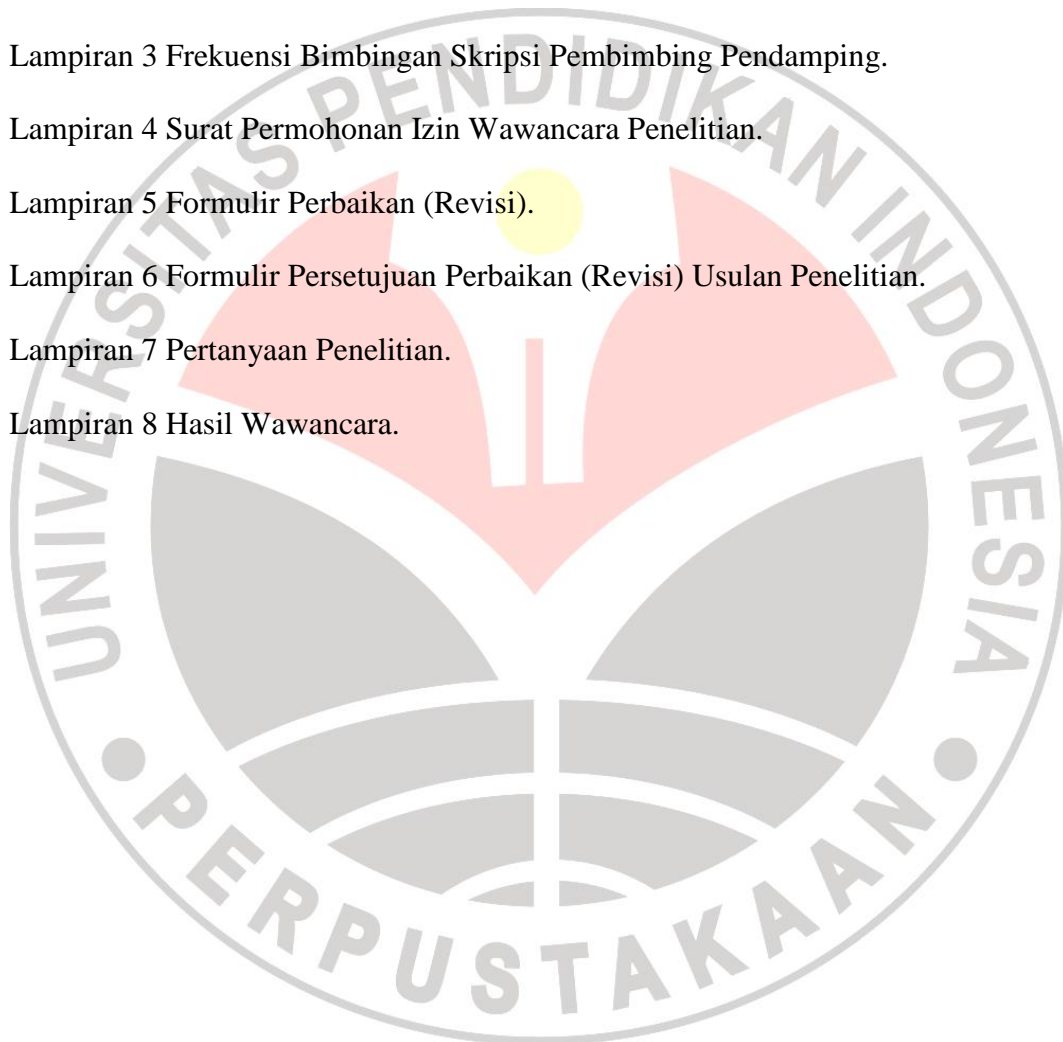 Lampiran 3 Frekuensi Bimbingan Skripsi Pembimbing Pendamping.
Lampiran 4 Surat Permohonan Izin Wawancara Penelitian.
Lampiran 5 Formulir Perbaikan (Revisi).
Lampiran 6 Formulir Persetujuan Perbaikan (Revisi) Usulan Penelitian.
Lampiran 7 Pertanyaan Penelitian.
Lampiran 8 Hasil Wawancara.
UNIVERSITAS PENDIDIKAN INDONESIA
PERPUSTAKAAN